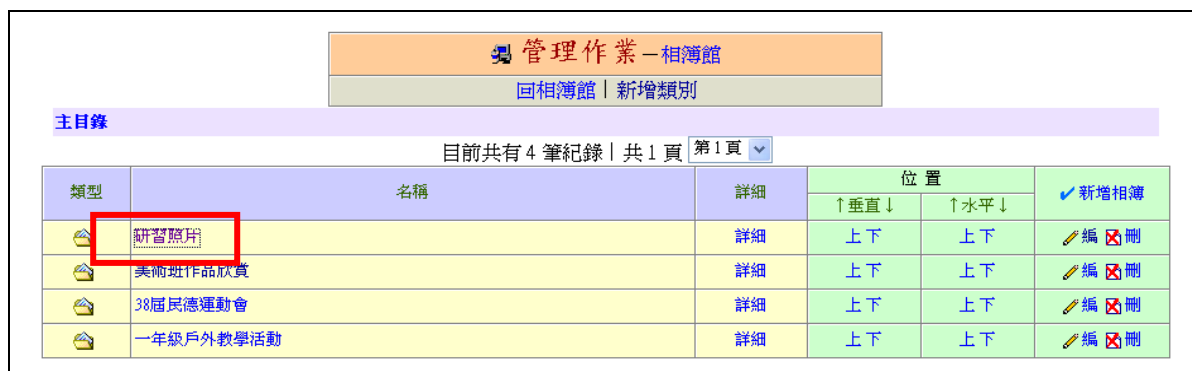 管理作業－相簿館
回相簿館｜新增類別
主目錄
目前共有 4 筆紀錄｜共 1 頁 第1頁
類型 名稱 詳細 位 置 ✔新增相簿
↑垂直↓ ↑水平↓
研習照片 詳細 上 下 上 下 編 刪
美術班作品欣賞 詳細 上 下 上 下 編 刪
38屆民德運動會 詳細 上 下 上 下 編 刪
一年級戶外教學活動 詳細 上 下 上 下 編 刪